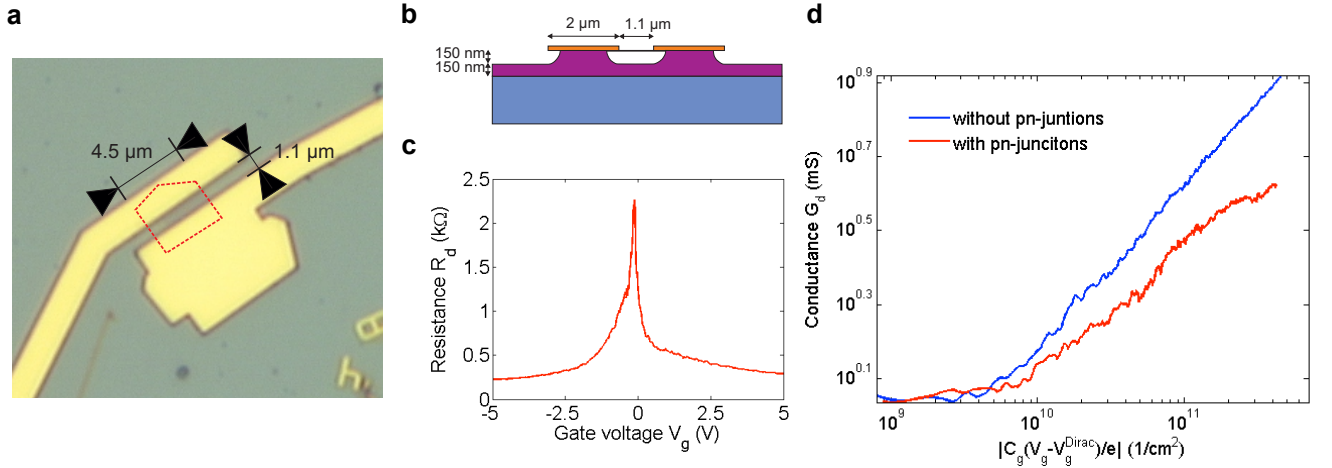 a
4.5 µm
1.1 µm
b
2 µm
1.1 µm
150 nm
150 nm
c
Resistance R_d (kΩ)
2.5
2
1.5
1
0.5
0
-5
-2.5
0
2.5
5
Gate voltage V_g (V)
d
Conductance G_d (mS)
10^0.9
10^0.7
10^0.5
10^0.3
10^0.1
without pn-juntions
with pn-juncitons
10^9
10^10
10^11
|C_g(V_g-V_g^Dirac)/e| (1/cm^2)